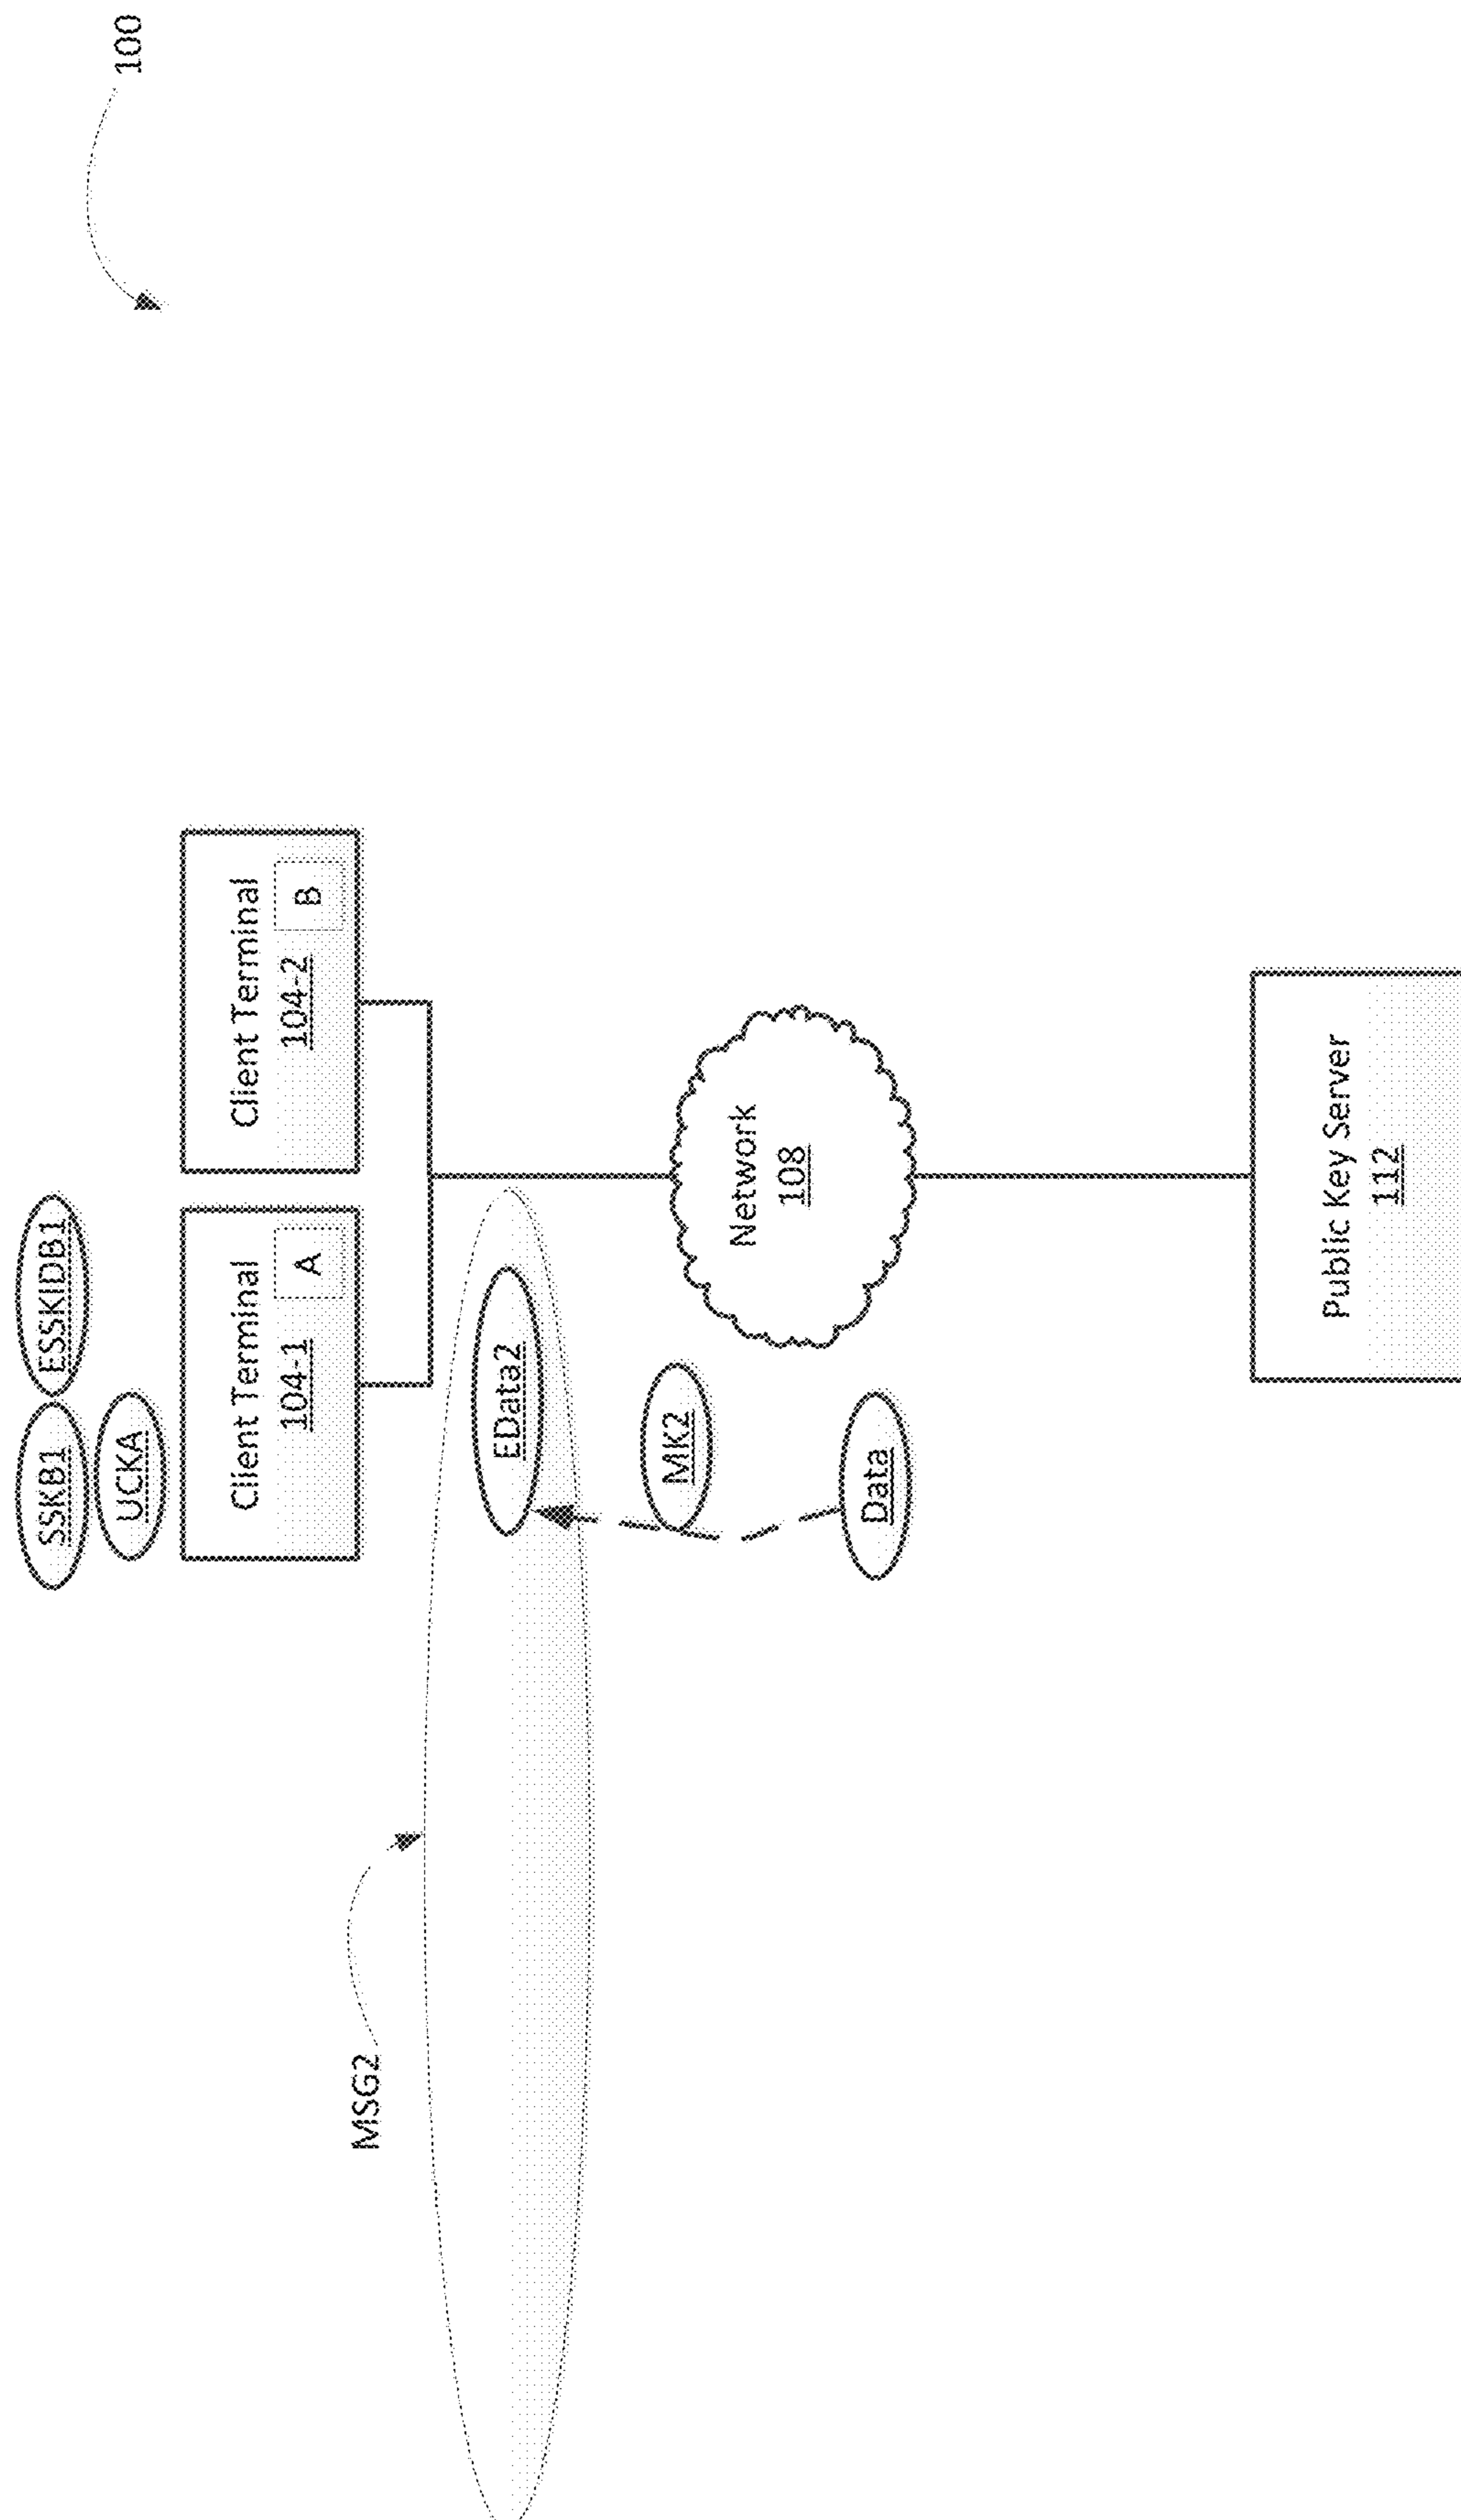 100
SSKB1
ESSKIDB1
UCKA
Client Terminal
104-1
A
Client Terminal
104-2
B
MSG2
EData2
MK2
Data
Network
108
Public Key Server
112